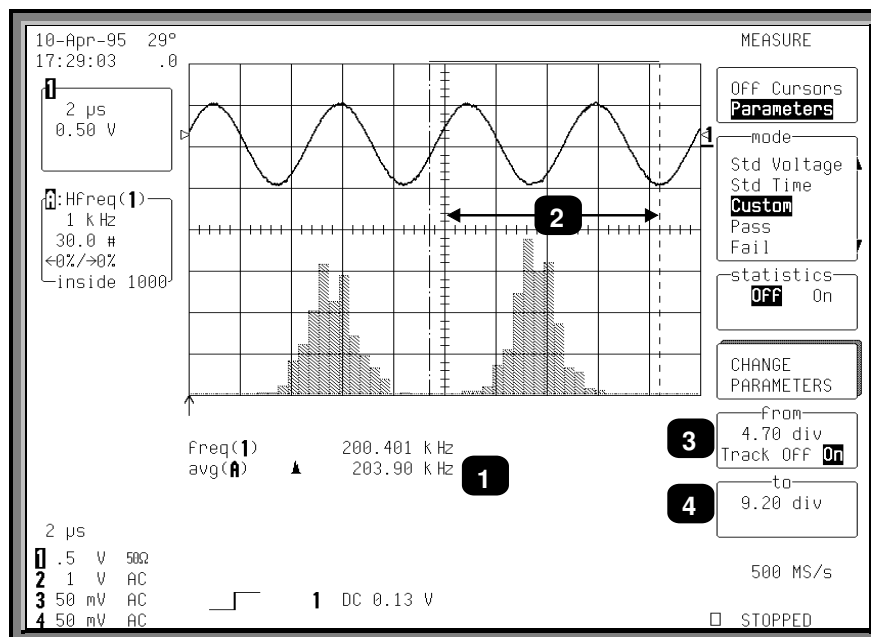 10-Apr-95 29°
17:29:03 .0
1
2 µs
0.50 V
A:Hfreq(1)
1 kHz
30.0 #
←0%/→0%
inside 1000
1
2
freq(1) 200.401 kHz
avg(A) 203.90 kHz
1
2 µs
1 .5 V 50Ω
2 1 V AC
3 50 mV AC
4 50 mV AC
1 DC 0.13 V
MEASURE
Off Cursors
Parameters
mode
Std Voltage
Std Time
Custom
Pass
Fail
statistics
Off On
CHANGE
PARAMETERS
3
from
4.70 div
Track Off On
4
to
9.20 div
500 MS/s
STOPPED